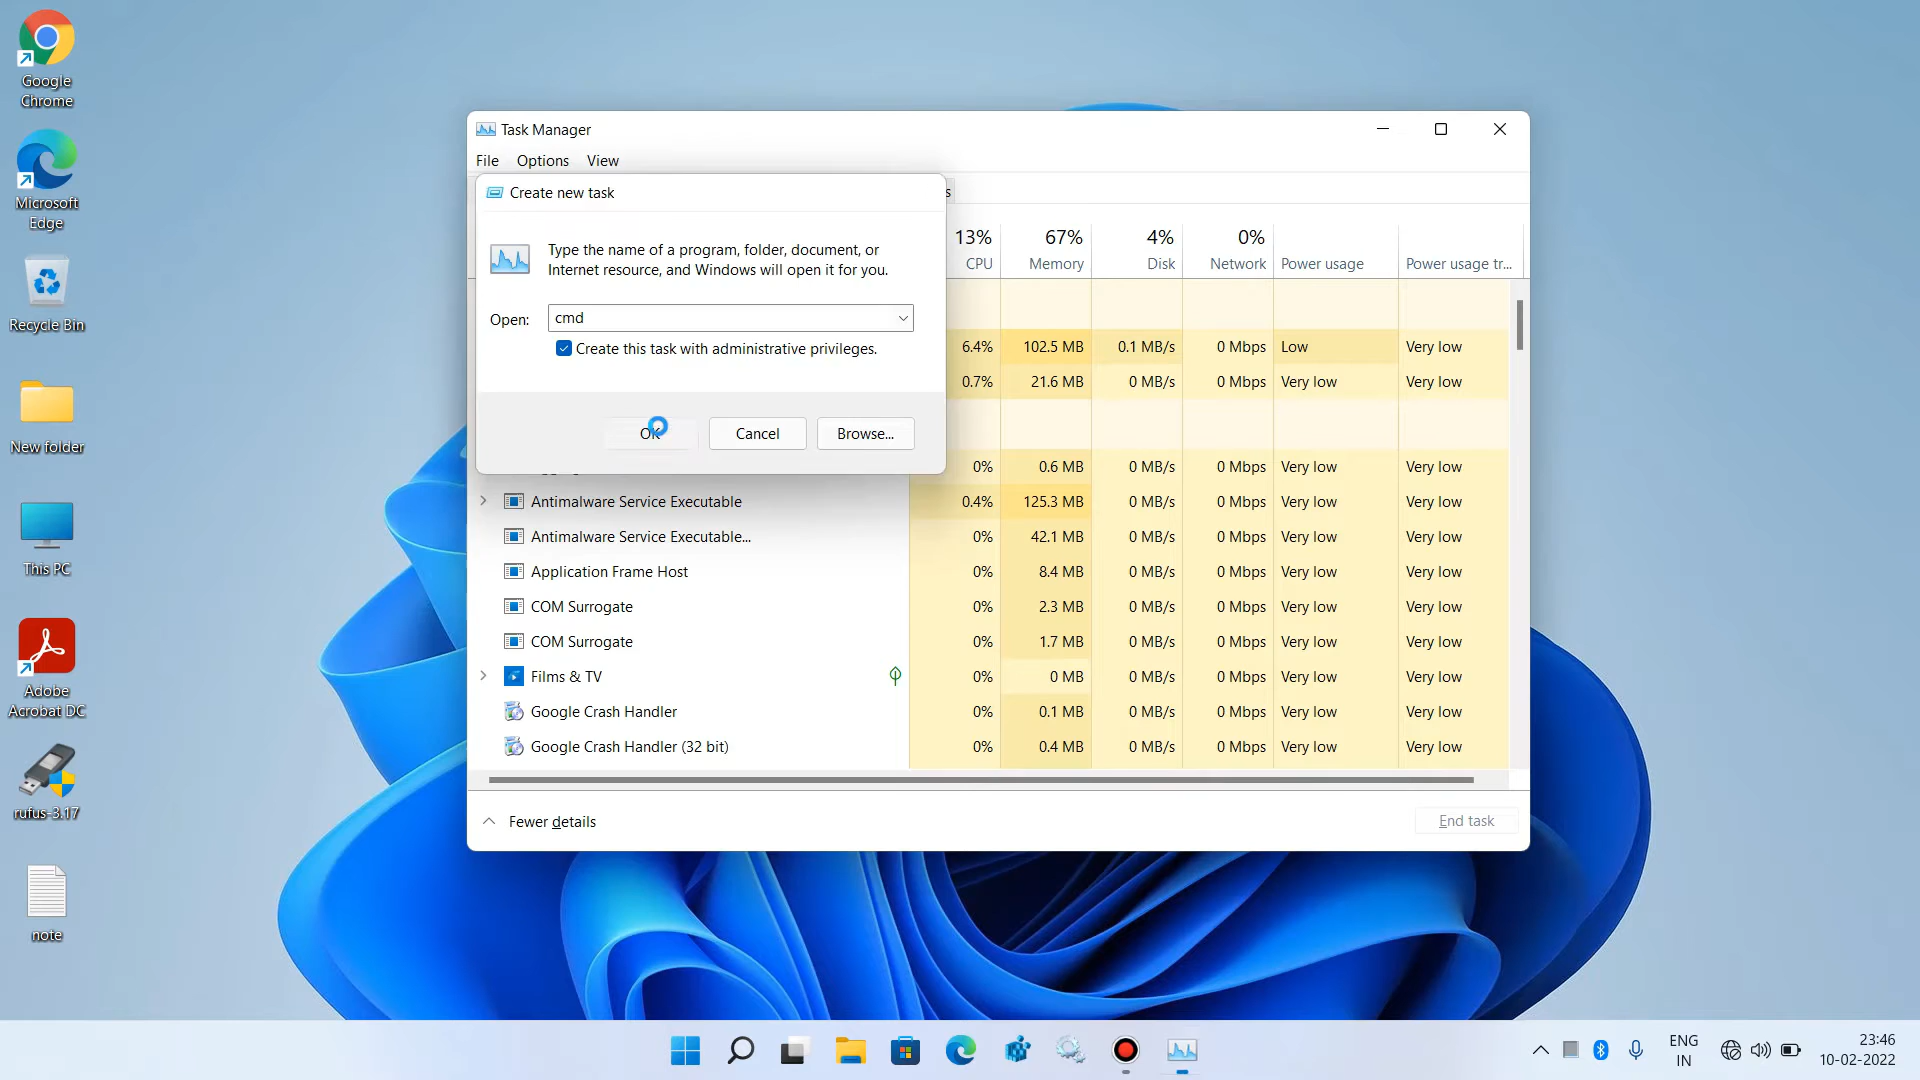 Google
Chrome
Microsoft
Edge
Recycle Bin
New folder
This PC
Adobe
Acrobat DC
rufus-3.17
note
Task Manager
File Options View
Create new task
s
Type the name of a program, folder, document, or
Internet resource, and Windows will open it for you.
Open: cmd
Create this task with administrative privileges.
OK Cancel Browse...
13% 67% 4% 0%
CPU Memory Disk Network Power usage Power usage tr...
6.4% 102.5 MB 0.1 MB/s 0 Mbps Low Very low
0.7% 21.6 MB 0 MB/s 0 Mbps Very low Very low
0% 0.6 MB 0 MB/s 0 Mbps Very low Very low
Antimalware Service Executable 0.4% 125.3 MB 0 MB/s 0 Mbps Very low Very low
Antimalware Service Executable... 0% 42.1 MB 0 MB/s 0 Mbps Very low Very low
Application Frame Host 0% 8.4 MB 0 MB/s 0 Mbps Very low Very low
COM Surrogate 0% 2.3 MB 0 MB/s 0 Mbps Very low Very low
COM Surrogate 0% 1.7 MB 0 MB/s 0 Mbps Very low Very low
Films & TV 0% 0 MB 0 MB/s 0 Mbps Very low Very low
Google Crash Handler 0% 0.1 MB 0 MB/s 0 Mbps Very low Very low
Google Crash Handler (32 bit) 0% 0.4 MB 0 MB/s 0 Mbps Very low Very low
Fewer details End task
ENG
IN
23:46
10-02-2022